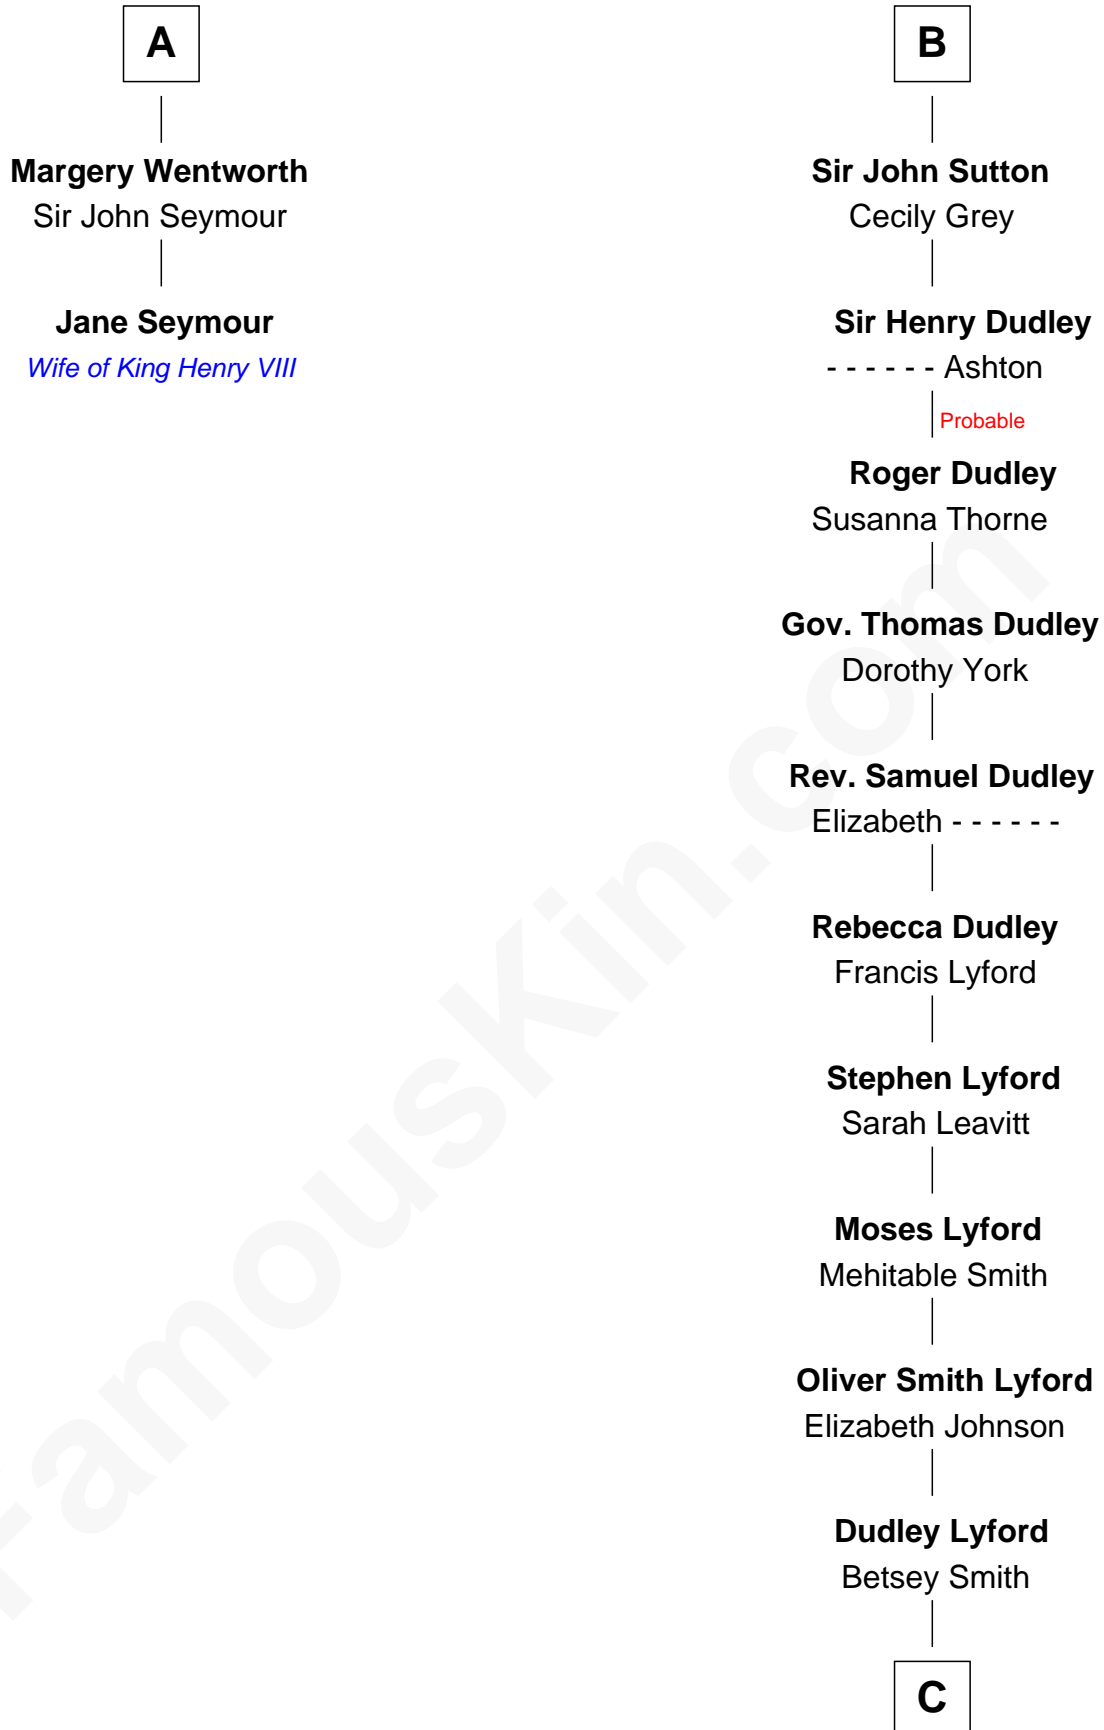 A
Margery Wentworth
Sir John Seymour
Jane Seymour
Wife of King Henry VIII
B
Sir John Sutton
Cecily Grey
Sir Henry Dudley
- - - - - - Ashton
Probable
Roger Dudley
Susanna Thorne
Gov. Thomas Dudley
Dorothy York
Rev. Samuel Dudley
Elizabeth - - - - - -
Rebecca Dudley
Francis Lyford
Stephen Lyford
Sarah Leavitt
Moses Lyford
Mehitable Smith
Oliver Smith Lyford
Elizabeth Johnson
Dudley Lyford
Betsey Smith
C
FamousKin.com